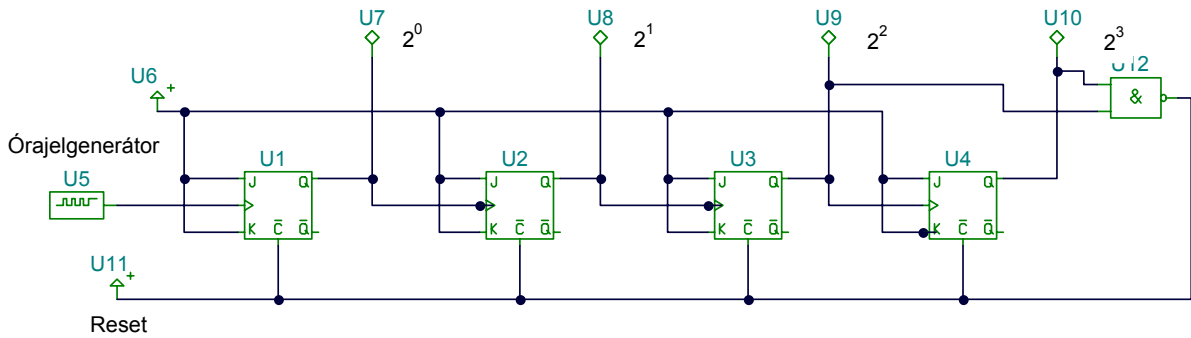 U7 2^0 U8 2^1 U9 2^2 U10 2^3
U12
U6 +
&
Órajelgenerátor
U5
U1 U2 U3 U4
J Q J Q J Q J Q
K C̅ Q̅ K C̅ Q̅ K C̅ Q̅ K C̅ Q̅
U11 +
Reset